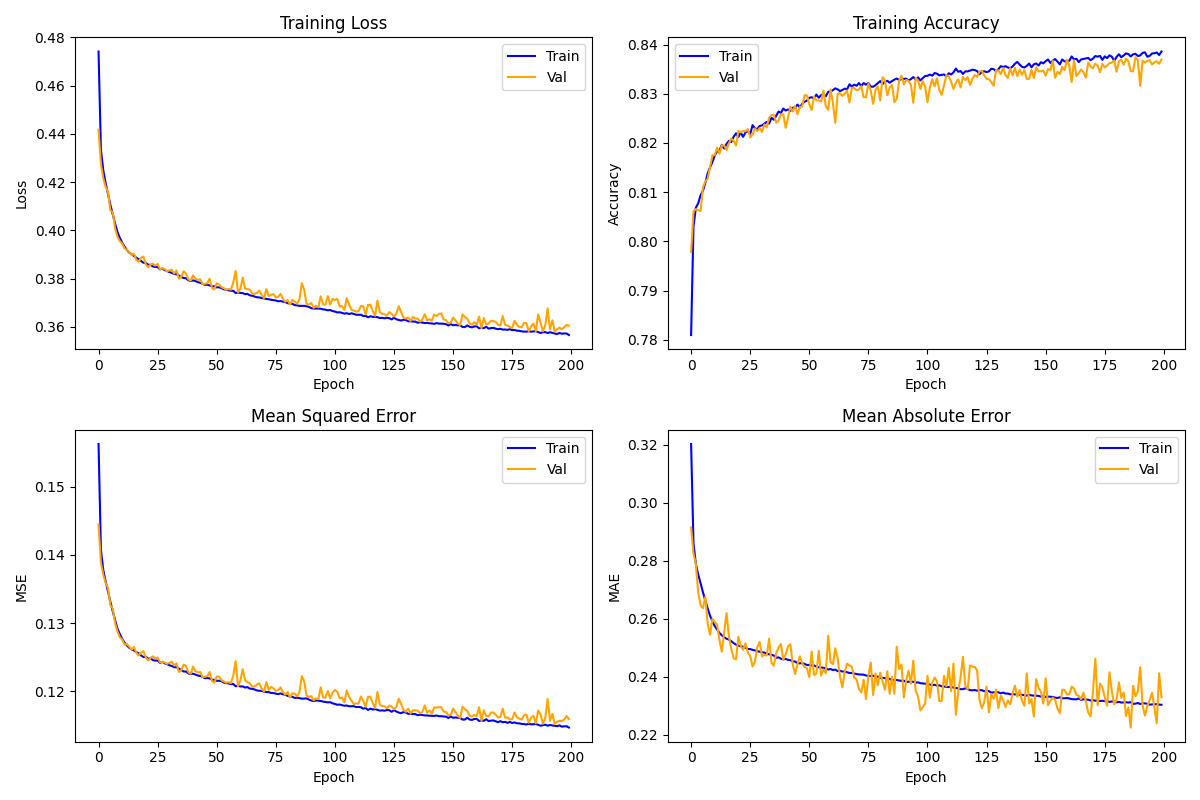 Training Loss
0.48
0.46
0.44
0.42
0.40
0.38
0.36
Loss
Train
Val
0 25 50 75 100 125 150 175 200
Epoch
Training Accuracy
0.84
0.83
0.82
0.81
0.80
0.79
0.78
Accuracy
Train
Val
0 25 50 75 100 125 150 175 200
Epoch
Mean Squared Error
0.15
0.14
0.13
0.12
MSE
Train
Val
0 25 50 75 100 125 150 175 200
Epoch
Mean Absolute Error
0.32
0.30
0.28
0.26
0.24
0.22
MAE
Train
Val
0 25 50 75 100 125 150 175 200
Epoch